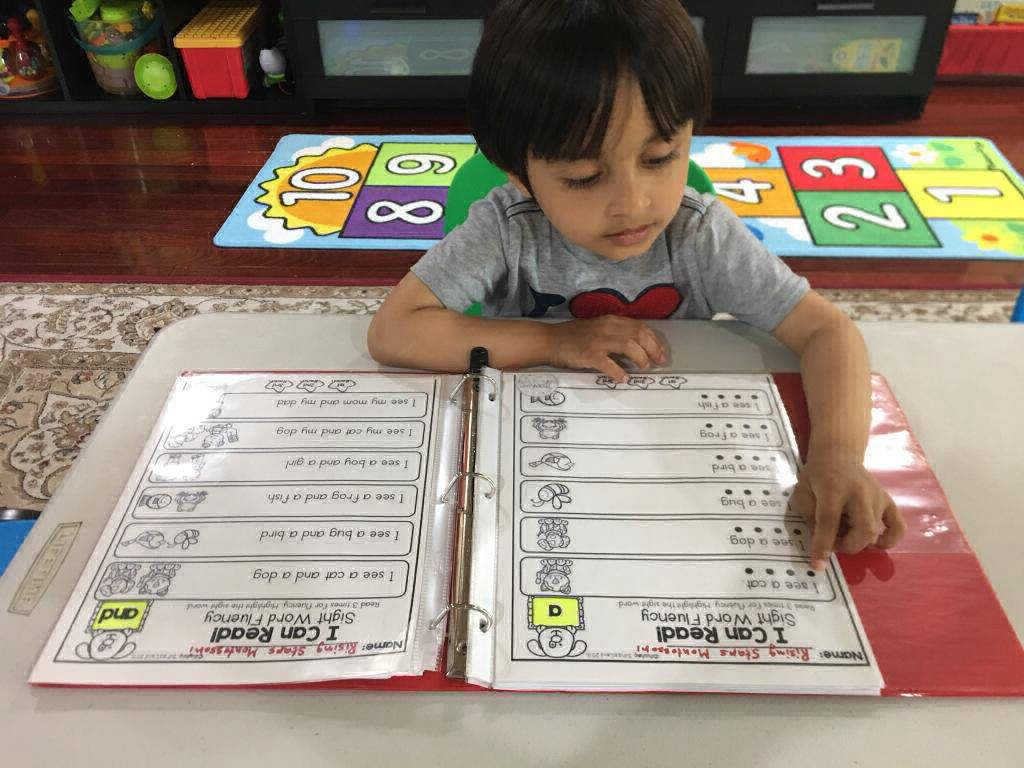 Name: Rising Stars Montessori
I Can Read!
Sight Word Fluency
Read 3 times for fluency. Highlight the sight word.
a
I see a cat.
I see a dog.
I see a bug.
I see a bird.
I see a frog.
I see a fish.
Name: Rising Stars Montessori
I Can Read!
Sight Word Fluency
Read 3 times for fluency. Highlight the sight word.
and
I see a cat and a dog.
I see a bug and a bird.
I see a frog and a fish.
I see a boy and a girl.
I see my cat and my dog.
I see my mom and my dad.
1
2
3
4
8
9
10